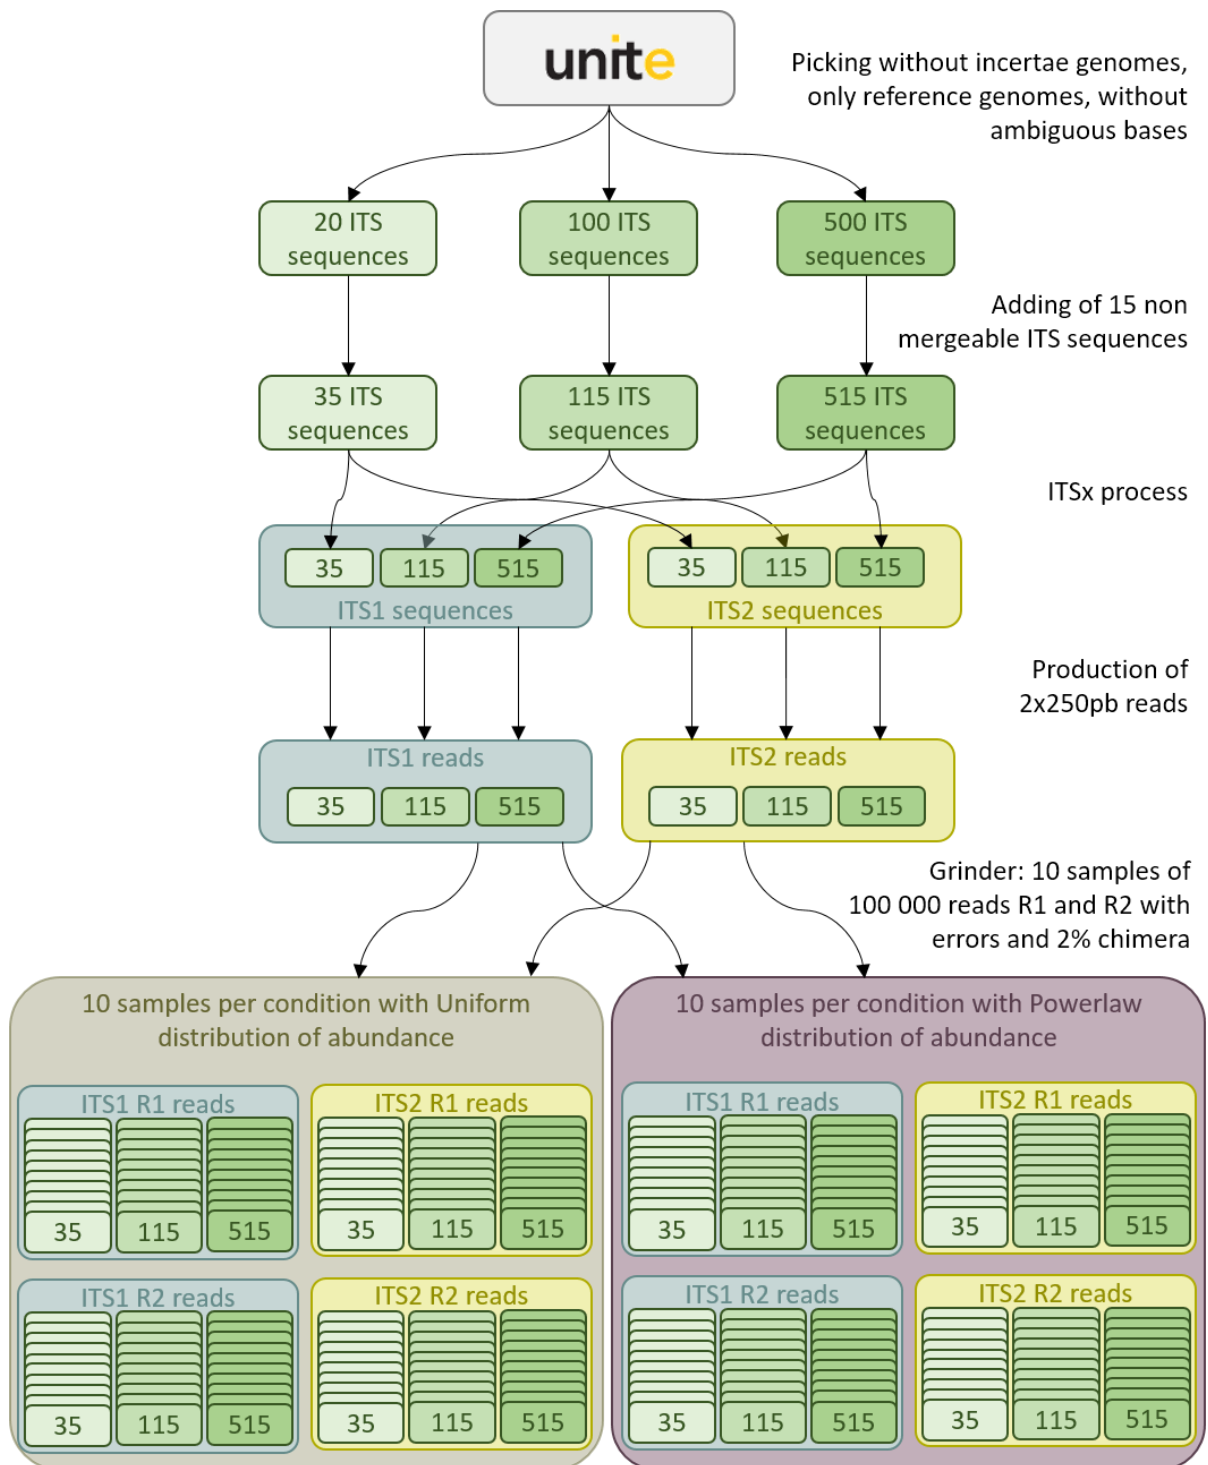 unite
Picking without incertae genomes,
only reference genomes, without
ambiguous bases
20 ITS
sequences
100 ITS
sequences
500 ITS
sequences
Adding of 15 non
mergeable ITS sequences
35 ITS
sequences
115 ITS
sequences
515 ITS
sequences
ITSx process
35
115
515
ITS1 sequences
35
115
515
ITS2 sequences
Production of
2x250pb reads
ITS1 reads
35
115
515
ITS2 reads
35
115
515
Grinder: 10 samples of
100 000 reads R1 and R2 with
errors and 2% chimera
10 samples per condition with Uniform
distribution of abundance
ITS1 R1 reads
35
115
515
ITS2 R1 reads
35
115
515
ITS1 R2 reads
35
115
515
ITS2 R2 reads
35
115
515
10 samples per condition with Powerlaw
distribution of abundance
ITS1 R1 reads
35
115
515
ITS2 R1 reads
35
115
515
ITS1 R2 reads
35
115
515
ITS2 R2 reads
35
115
515